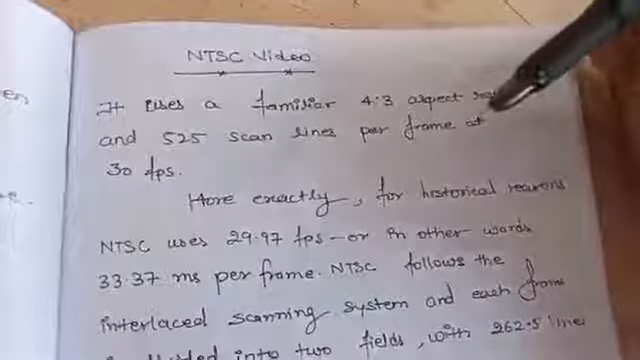 NTSC Video
It uses a familiar 4:3 aspect
and 525 scan lines per frame at
30 fps.
More exactly, for historical reasons
NTSC uses 29.97 fps - or in other words
33.37 ms per frame. NTSC follows the
interlaced scanning system and each frame
into two fields, with 262.5 lines